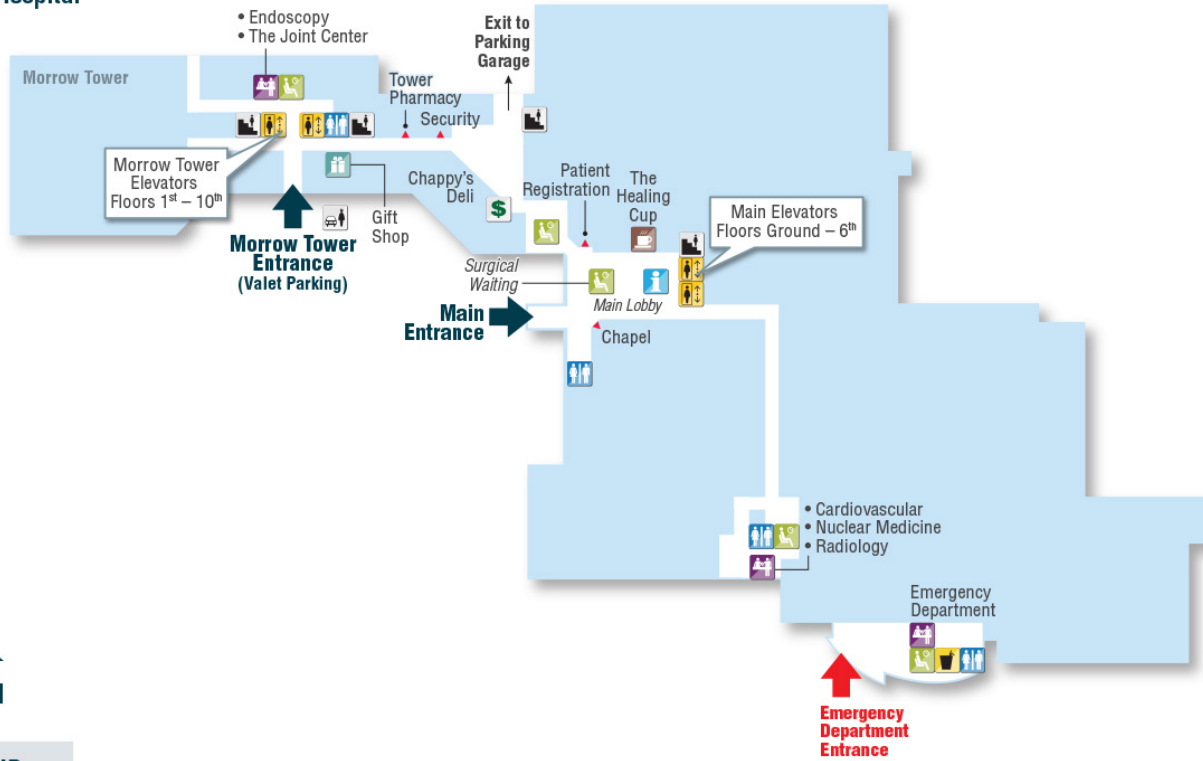 • Endoscopy
• The Joint Center
Exit to
Parking
Garage
Morrow Tower
Tower
Pharmacy
Security
Morrow Tower
Elevators
Floors 1st – 10th
Gift
Shop
Morrow Tower
Entrance
(Valet Parking)
Chappy's
Deli
$
Patient
Registration
The
Healing
Cup
Main Elevators
Floors Ground – 6th
Surgical
Waiting
i
Main Lobby
Main
Entrance
Chapel
• Cardiovascular
• Nuclear Medicine
• Radiology
Emergency
Department
Emergency
Department
Entrance